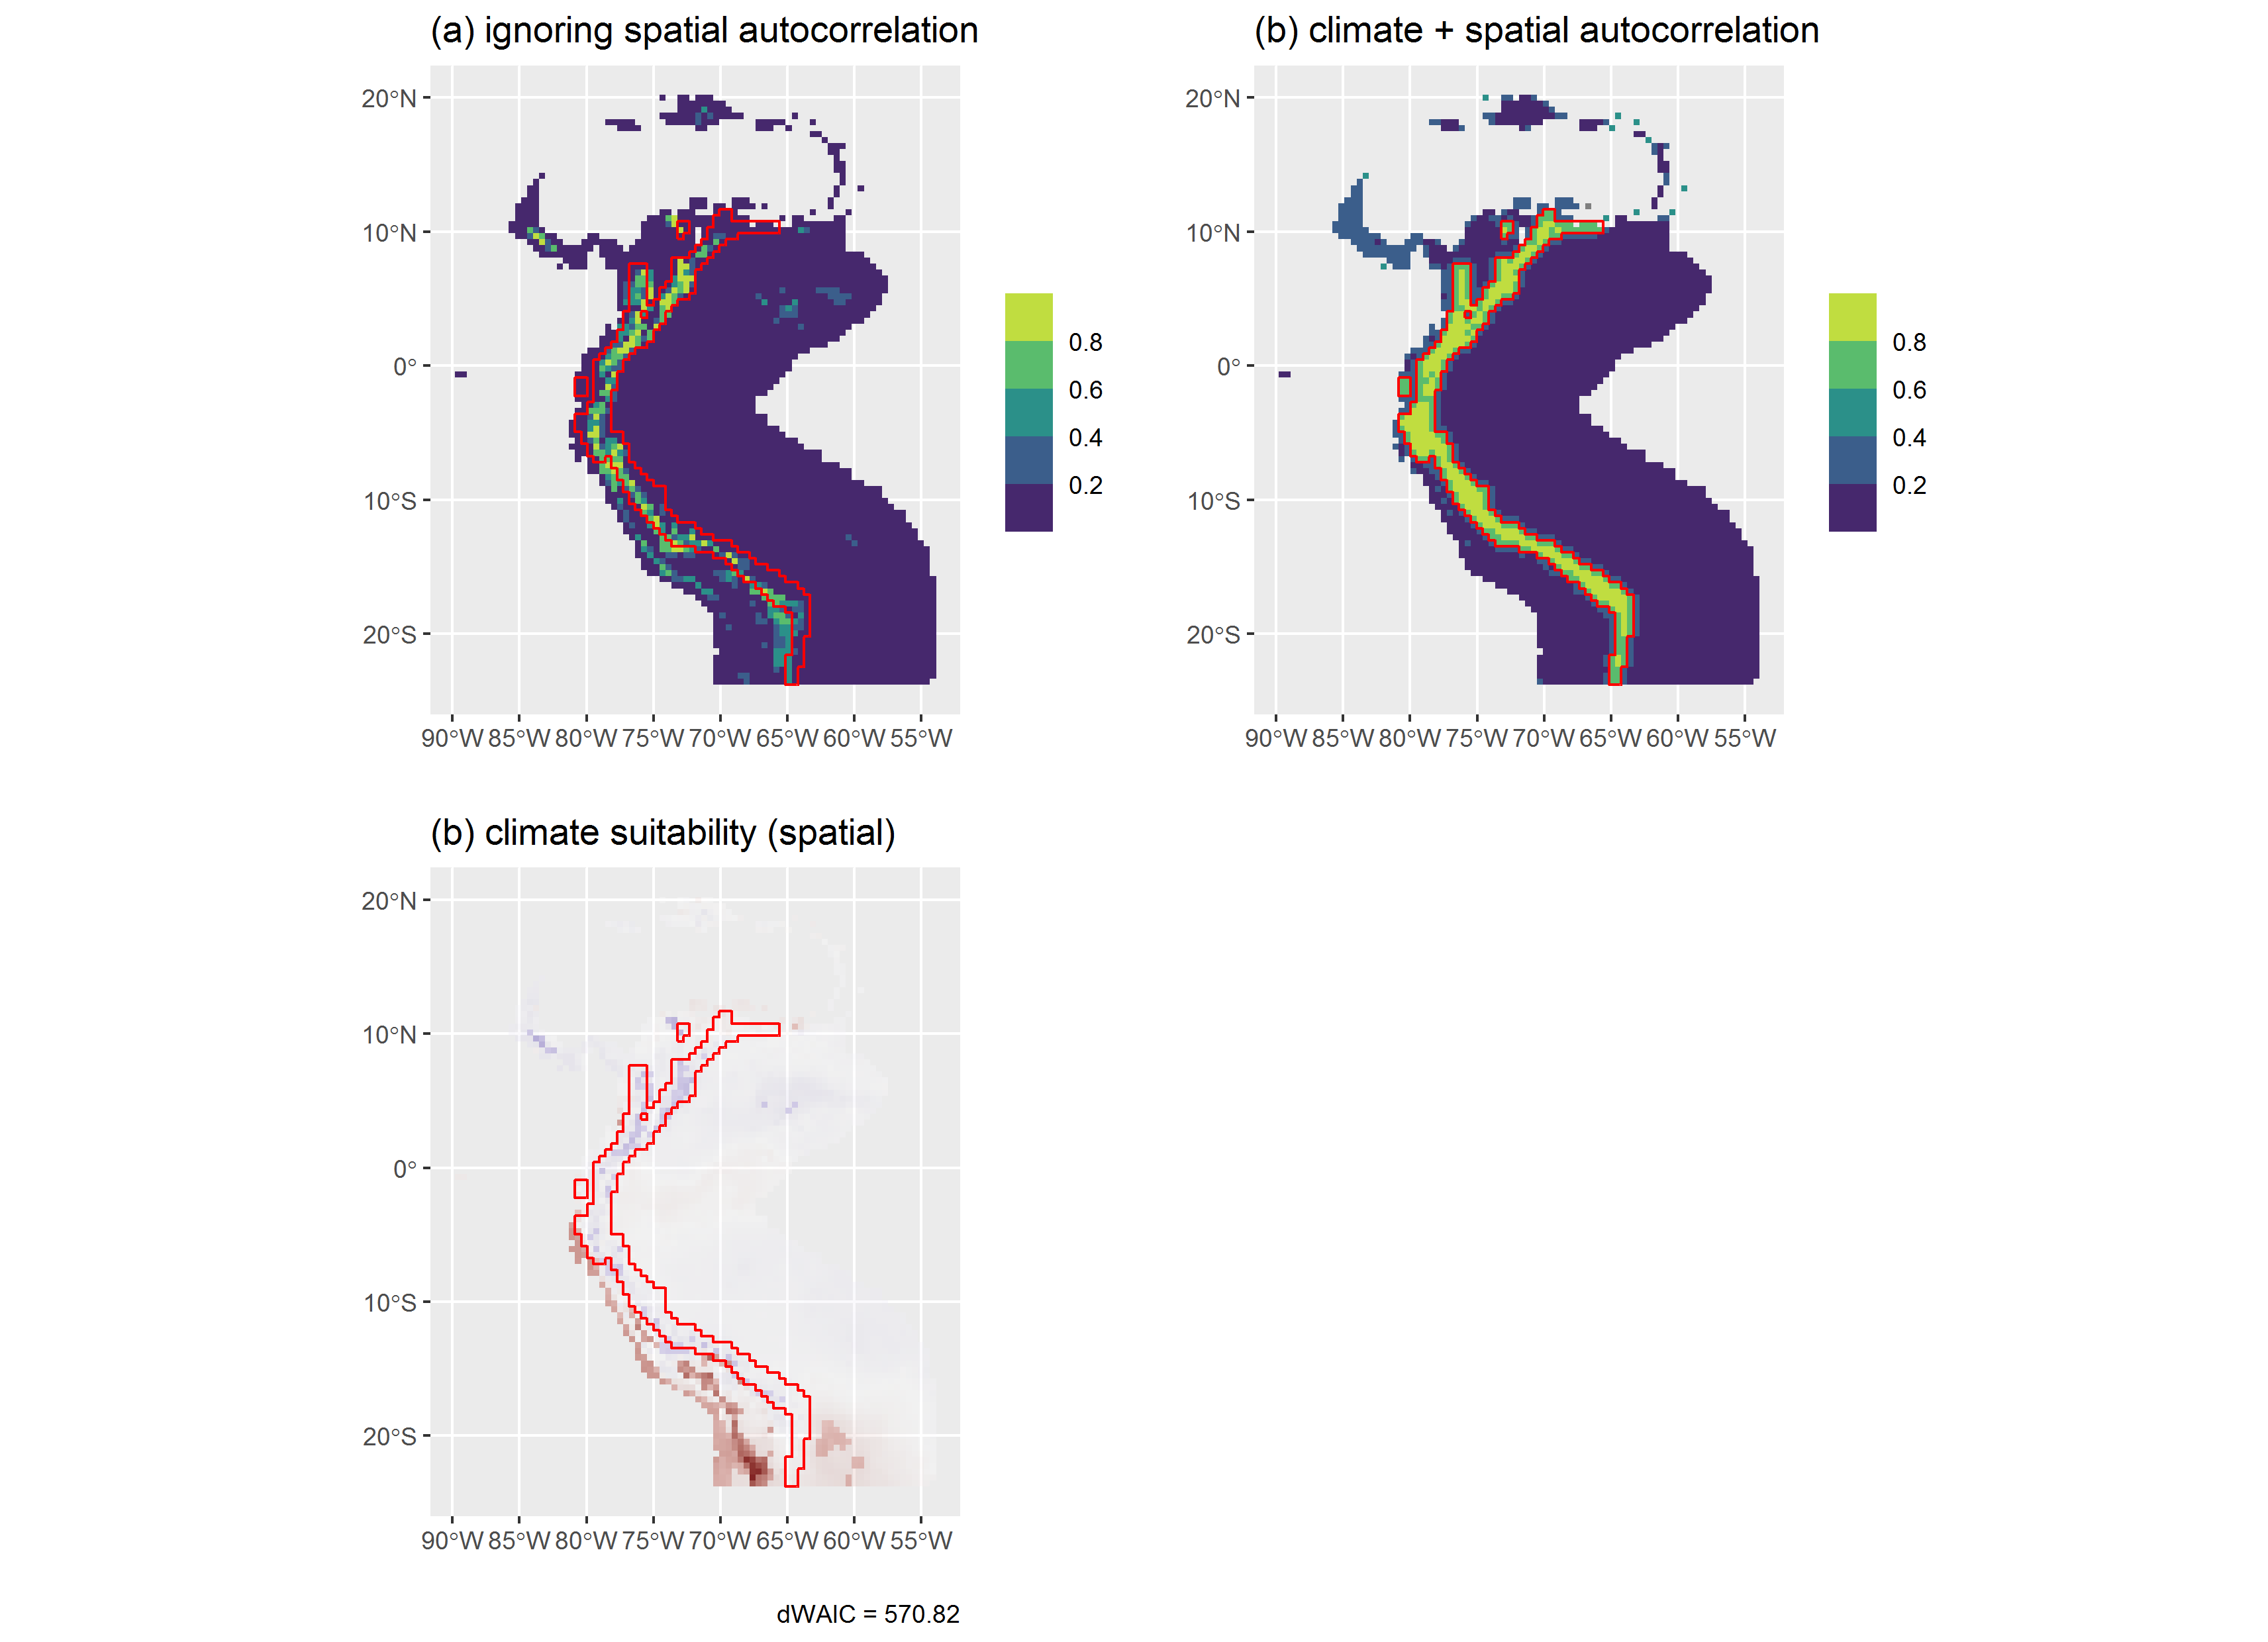 (a) ignoring spatial autocorrelation
20°N
10°N
0°
10°S
20°S
90°W 85°W 80°W 75°W 70°W 65°W 60°W 55°W
0.8
0.6
0.4
0.2
(b) climate + spatial autocorrelation
20°N
10°N
0°
10°S
20°S
90°W 85°W 80°W 75°W 70°W 65°W 60°W 55°W
0.8
0.6
0.4
0.2
(b) climate suitability (spatial)
20°N
10°N
0°
10°S
20°S
90°W 85°W 80°W 75°W 70°W 65°W 60°W 55°W
dWAIC = 570.82